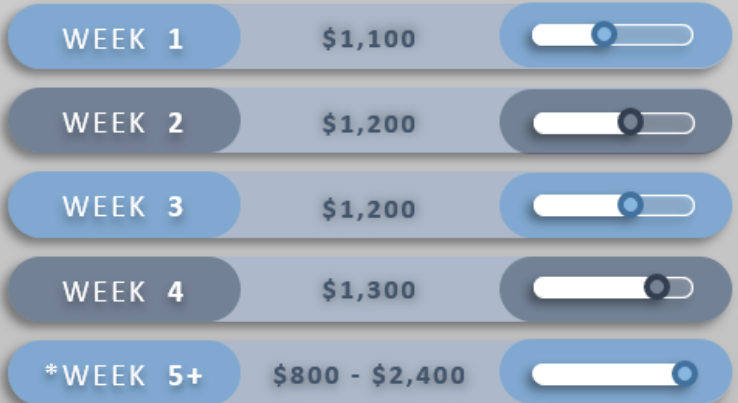 WEEK 1 $1,100
WEEK 2 $1,200
WEEK 3 $1,200
WEEK 4 $1,300
*WEEK 5+ $800 - $2,400